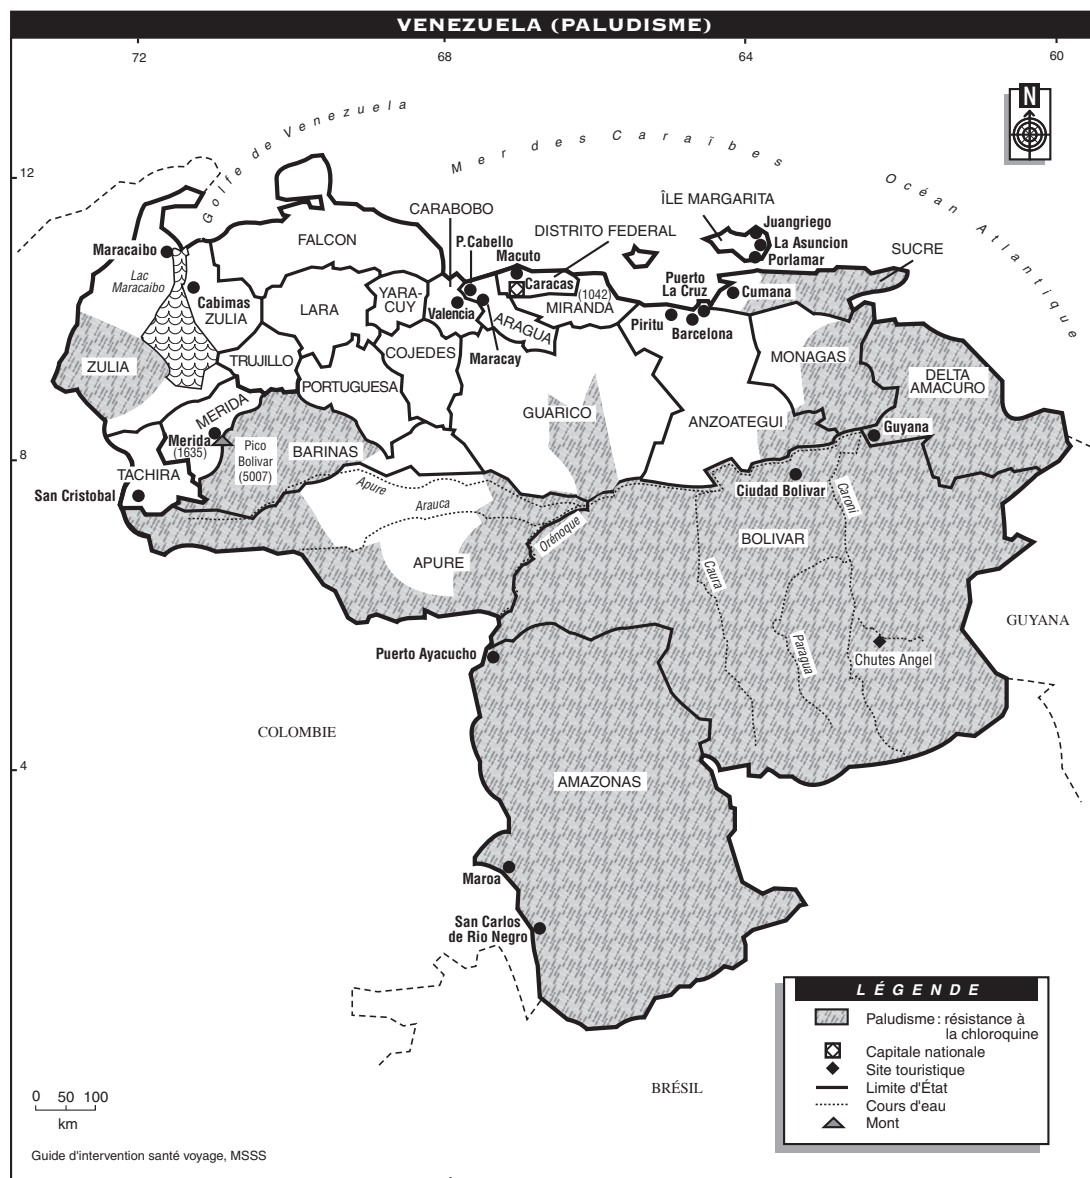 VENEZUELA (PALUDISME)
72
68
64
60
N
Golfe de Venezuela
Mer des Caraïbes
Océan Atlantique
12
8
4
CARABOBO
ÎLE MARGARITA
Juangriego
La Asuncion
Porlamar
P.Cabello
DISTRITO FEDERAL
Macuto
SUCRE
FALCON
Maracaibo
Lac
Maracaibo
Cabimas
ZULIA
LARA
YARA-
CUY
Valencia
Caracas
(1042)
MIRANDA
Puerto
La Cruz
Cumana
ARAGUA
Piritu
Barcelona
Maracay
ZULIA
TRUJILLO
COJEDES
PORTUGUESA
MONAGAS
DELTA
AMACURO
MERIDA
GUARICO
ANZOATEGUI
Guyana
Merida
(1635)
Pico
Bolivar
(5007)
BARINAS
TACHIRA
San Cristobal
Apure
Arauca
Orénoque
Ciudad Bolivar
Caroni
APURE
BOLIVAR
Caura
Paragua
GUYANA
Puerto Ayacucho
Chutes Angel
COLOMBIE
AMAZONAS
Maroa
San Carlos
de Rio Negro
BRÉSIL
LÉGENDE
Paludisme : résistance à
la chloroquine
Capitale nationale
Site touristique
Limite d'État
Cours d'eau
Mont
0 50 100
km
Guide d'intervention santé voyage, MSSS